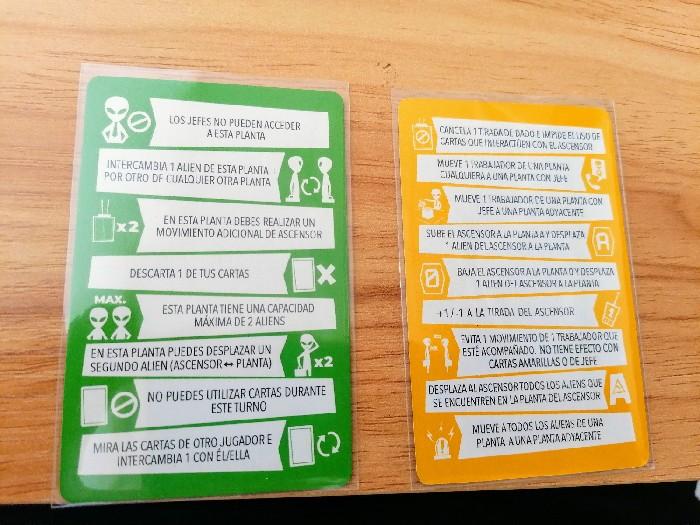 LOS JEFES NO PUEDEN ACCEDER
A ESTA PLANTA
INTERCAMBIA 1 ALIEN DE ESTA PLANTA
POR OTRO DE CUALQUIER OTRA PLANTA
x2
EN ESTA PLANTA DEBES REALIZAR UN
MOVIMIENTO ADICIONAL DE ASCENSOR
DESCARTA 1 DE TUS CARTAS
MAX.
ESTA PLANTA TIENE UNA CAPACIDAD
MÁXIMA DE 2 ALIENS
EN ESTA PLANTA PUEDES DESPLAZAR UN
SEGUNDO ALIEN (ASCENSOR ↔ PLANTA)
x2
NO PUEDES UTILIZAR CARTAS DURANTE
ESTE TURNO
MIRA LAS CARTAS DE OTRO JUGADOR E
INTERCAMBIA 1 CON ÉL/ELLA
CANCELA 1 TIRADA DE DADO E IMPIDE EL USO DE
CARTAS QUE INTERACTÚEN CON EL ASCENSOR
MUEVE 1 TRABAJADOR DE UNA PLANTA
CUALQUIERA A UNA PLANTA CON JEFE
MUEVE 1 TRABAJADOR DE UNA PLANTA CON
JEFE A UNA PLANTA ADYACENTE
SUBE EL ASCENSOR A LA PLANTA A Y DESPLAZA
1 ALIEN DEL ASCENSOR A LA PLANTA
A
0
BAJA EL ASCENSOR A LA PLANTA 0 Y DESPLAZA
1 ALIEN DEL ASCENSOR A LA PLANTA
+1 / -1 A LA TIRADA DEL ASCENSOR
EVITA 1 MOVIMIENTO DE 1 TRABAJADOR QUE
ESTÉ ACOMPAÑADO. NO TIENE EFECTO CON
CARTAS AMARILLAS O DE JEFE
DESPLAZA AL ASCENSOR TODOS LOS ALIENS QUE
SE ENCUENTREN EN LA PLANTA DEL ASCENSOR
MUEVE A TODOS LOS ALIENS DE UNA
PLANTA A UNA PLANTA ADYACENTE